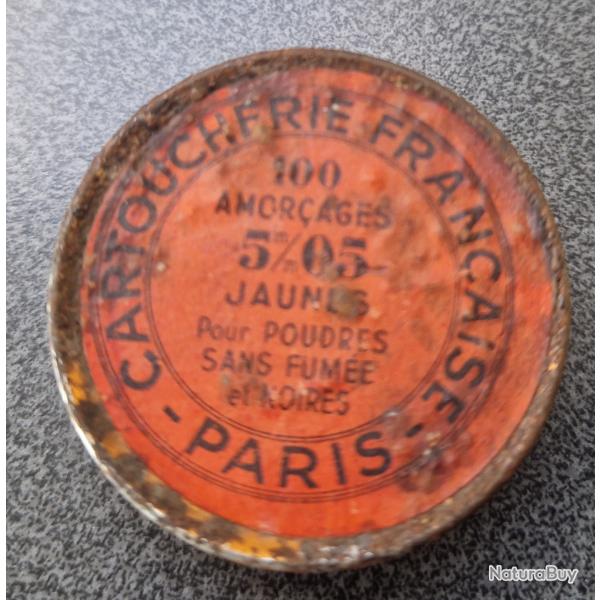 CARTOUCHERIE FRANÇAISE
100
AMORÇAGES
5m/m05
JAUNES
Pour POUDRES
SANS FUMÉE
et NOIRES
- PARIS -
NaturaBuy